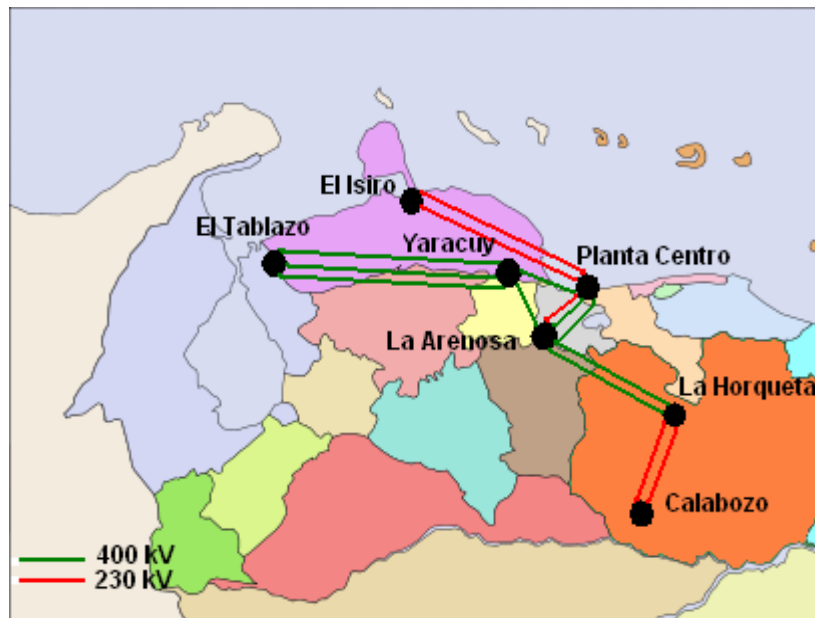 El Isiro
El Tablazo
Yaracuy
Planta Centro
La Arenosa
La Horqueta
Calabozo
400 kV
230 kV